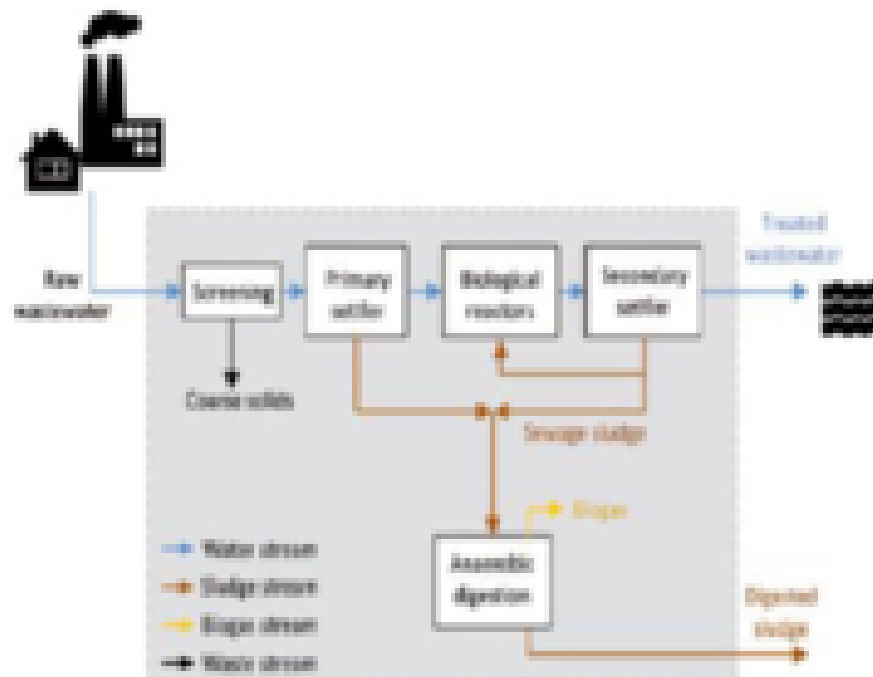 Treated
wastewater
Raw
wastewater
Screening
Primary
settler
Biological
reactors
Secondary
settler
Coarse solids
Sewage sludge
Biogas
Anaerobic
digestion
Water stream
Sludge stream
Biogas stream
Waste stream
Digested
sludge